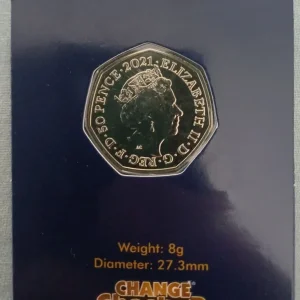 50 PENCE · 2021 · ELIZABETH II · D · G · REG · F · D ·
Weight: 8g
Diameter: 27.3mm
CHANGE